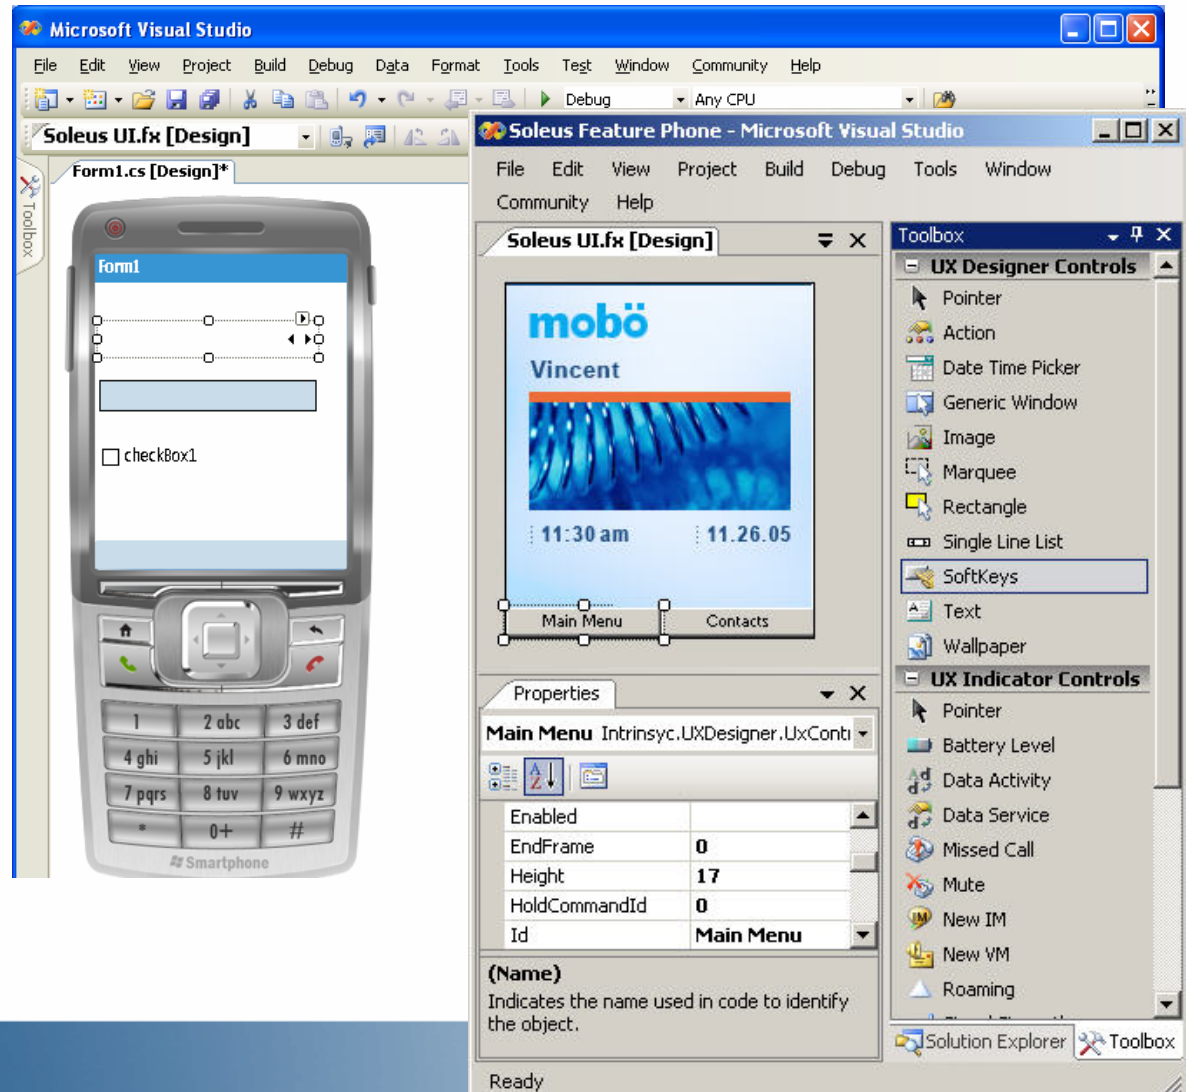 Microsoft Visual Studio
File Edit View Project Build Debug Data Format Tools Test Window Community Help
Debug Any CPU
Soleus UI.fx [Design]
Form1.cs [Design]*
Toolbox
Form1
checkBox1
1 2 abc 3 def
4 ghi 5 jkl 6 mno
7 pqrs 8 tuv 9 wxyz
* 0+ #
Smartphone
Soleus Feature Phone - Microsoft Visual Studio
File Edit View Project Build Debug Tools Window
Community Help
Soleus UI.fx [Design]
mobö
Vincent
11:30 am 11.26.05
Main Menu Contacts
Properties
Main Menu Intrinsyc.UXDesigner.UxContr
Enabled
EndFrame 0
Height 17
HoldCommandId 0
Id Main Menu
(Name)
Indicates the name used in code to identify
the object.
Toolbox
UX Designer Controls
Pointer
Action
Date Time Picker
Generic Window
Image
Marquee
Rectangle
Single Line List
SoftKeys
Text
Wallpaper
UX Indicator Controls
Pointer
Battery Level
Data Activity
Data Service
Missed Call
Mute
New IM
New VM
Roaming
Solution Explorer Toolbox
Ready